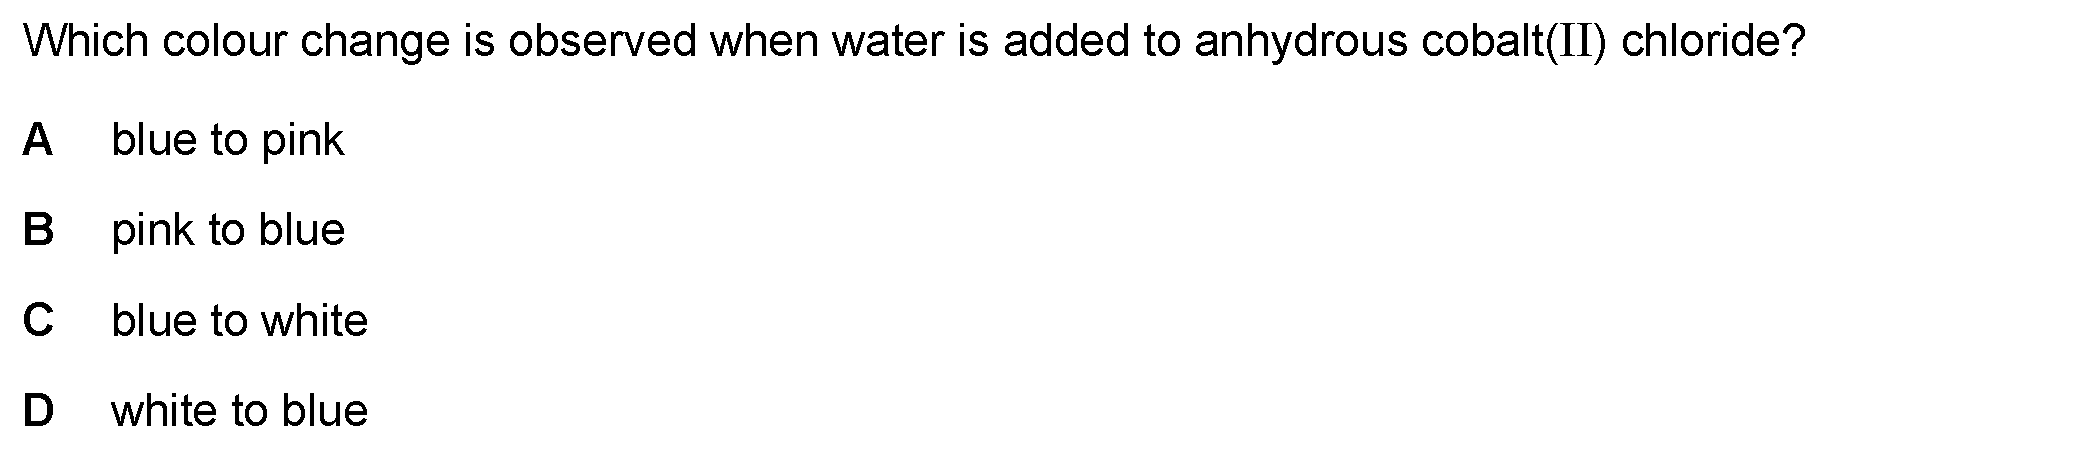 Which colour change is observed when water is added to anhydrous cobalt(II) chloride?
A blue to pink
B pink to blue
C blue to white
D white to blue